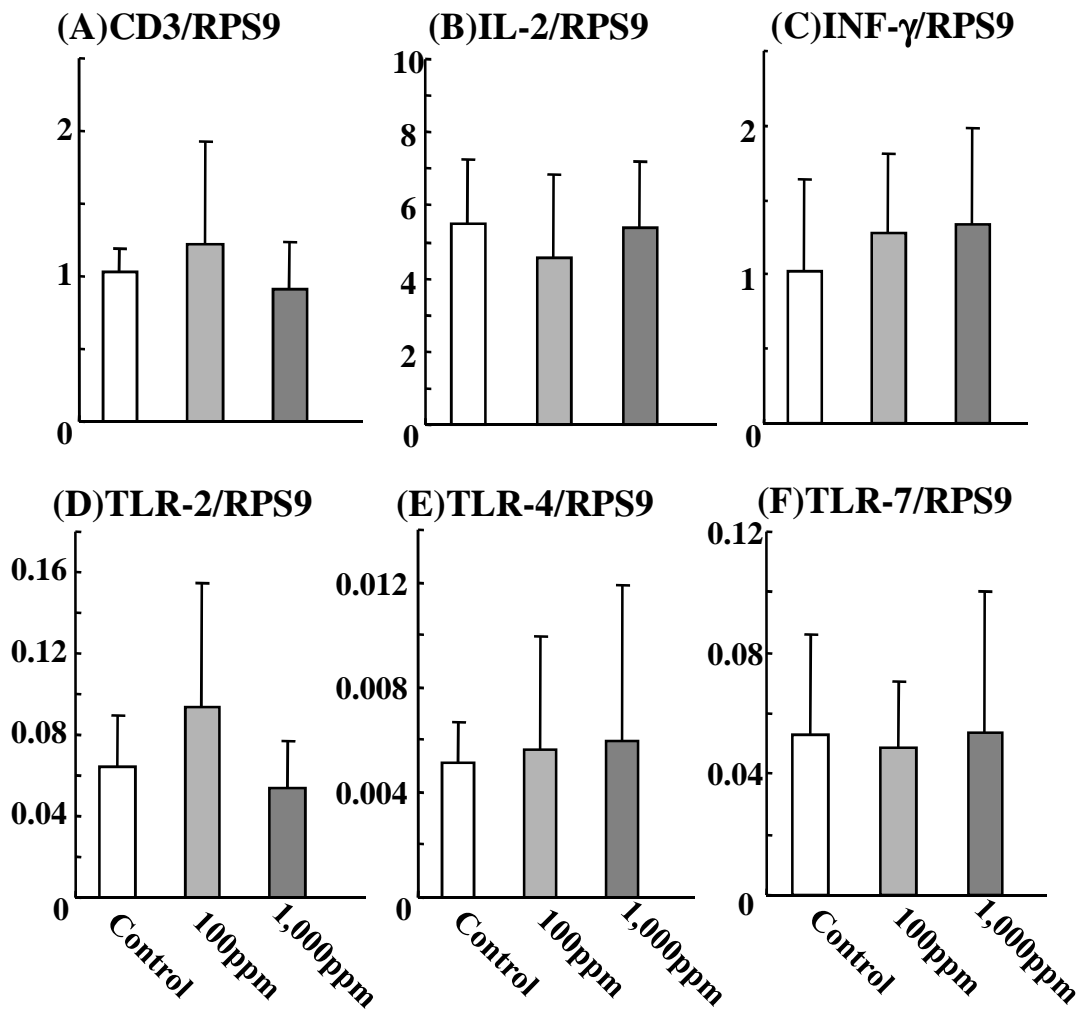 (A)CD3/RPS9
2
1
0
(B)IL-2/RPS9
10
8
6
4
2
0
(C)INF-γ/RPS9
2
1
0
(D)TLR-2/RPS9
0.16
0.12
0.08
0.04
0
Control
100ppm
1,000ppm
(E)TLR-4/RPS9
0.012
0.008
0.004
0
Control
100ppm
1,000ppm
(F)TLR-7/RPS9
0.12
0.08
0.04
0
Control
100ppm
1,000ppm